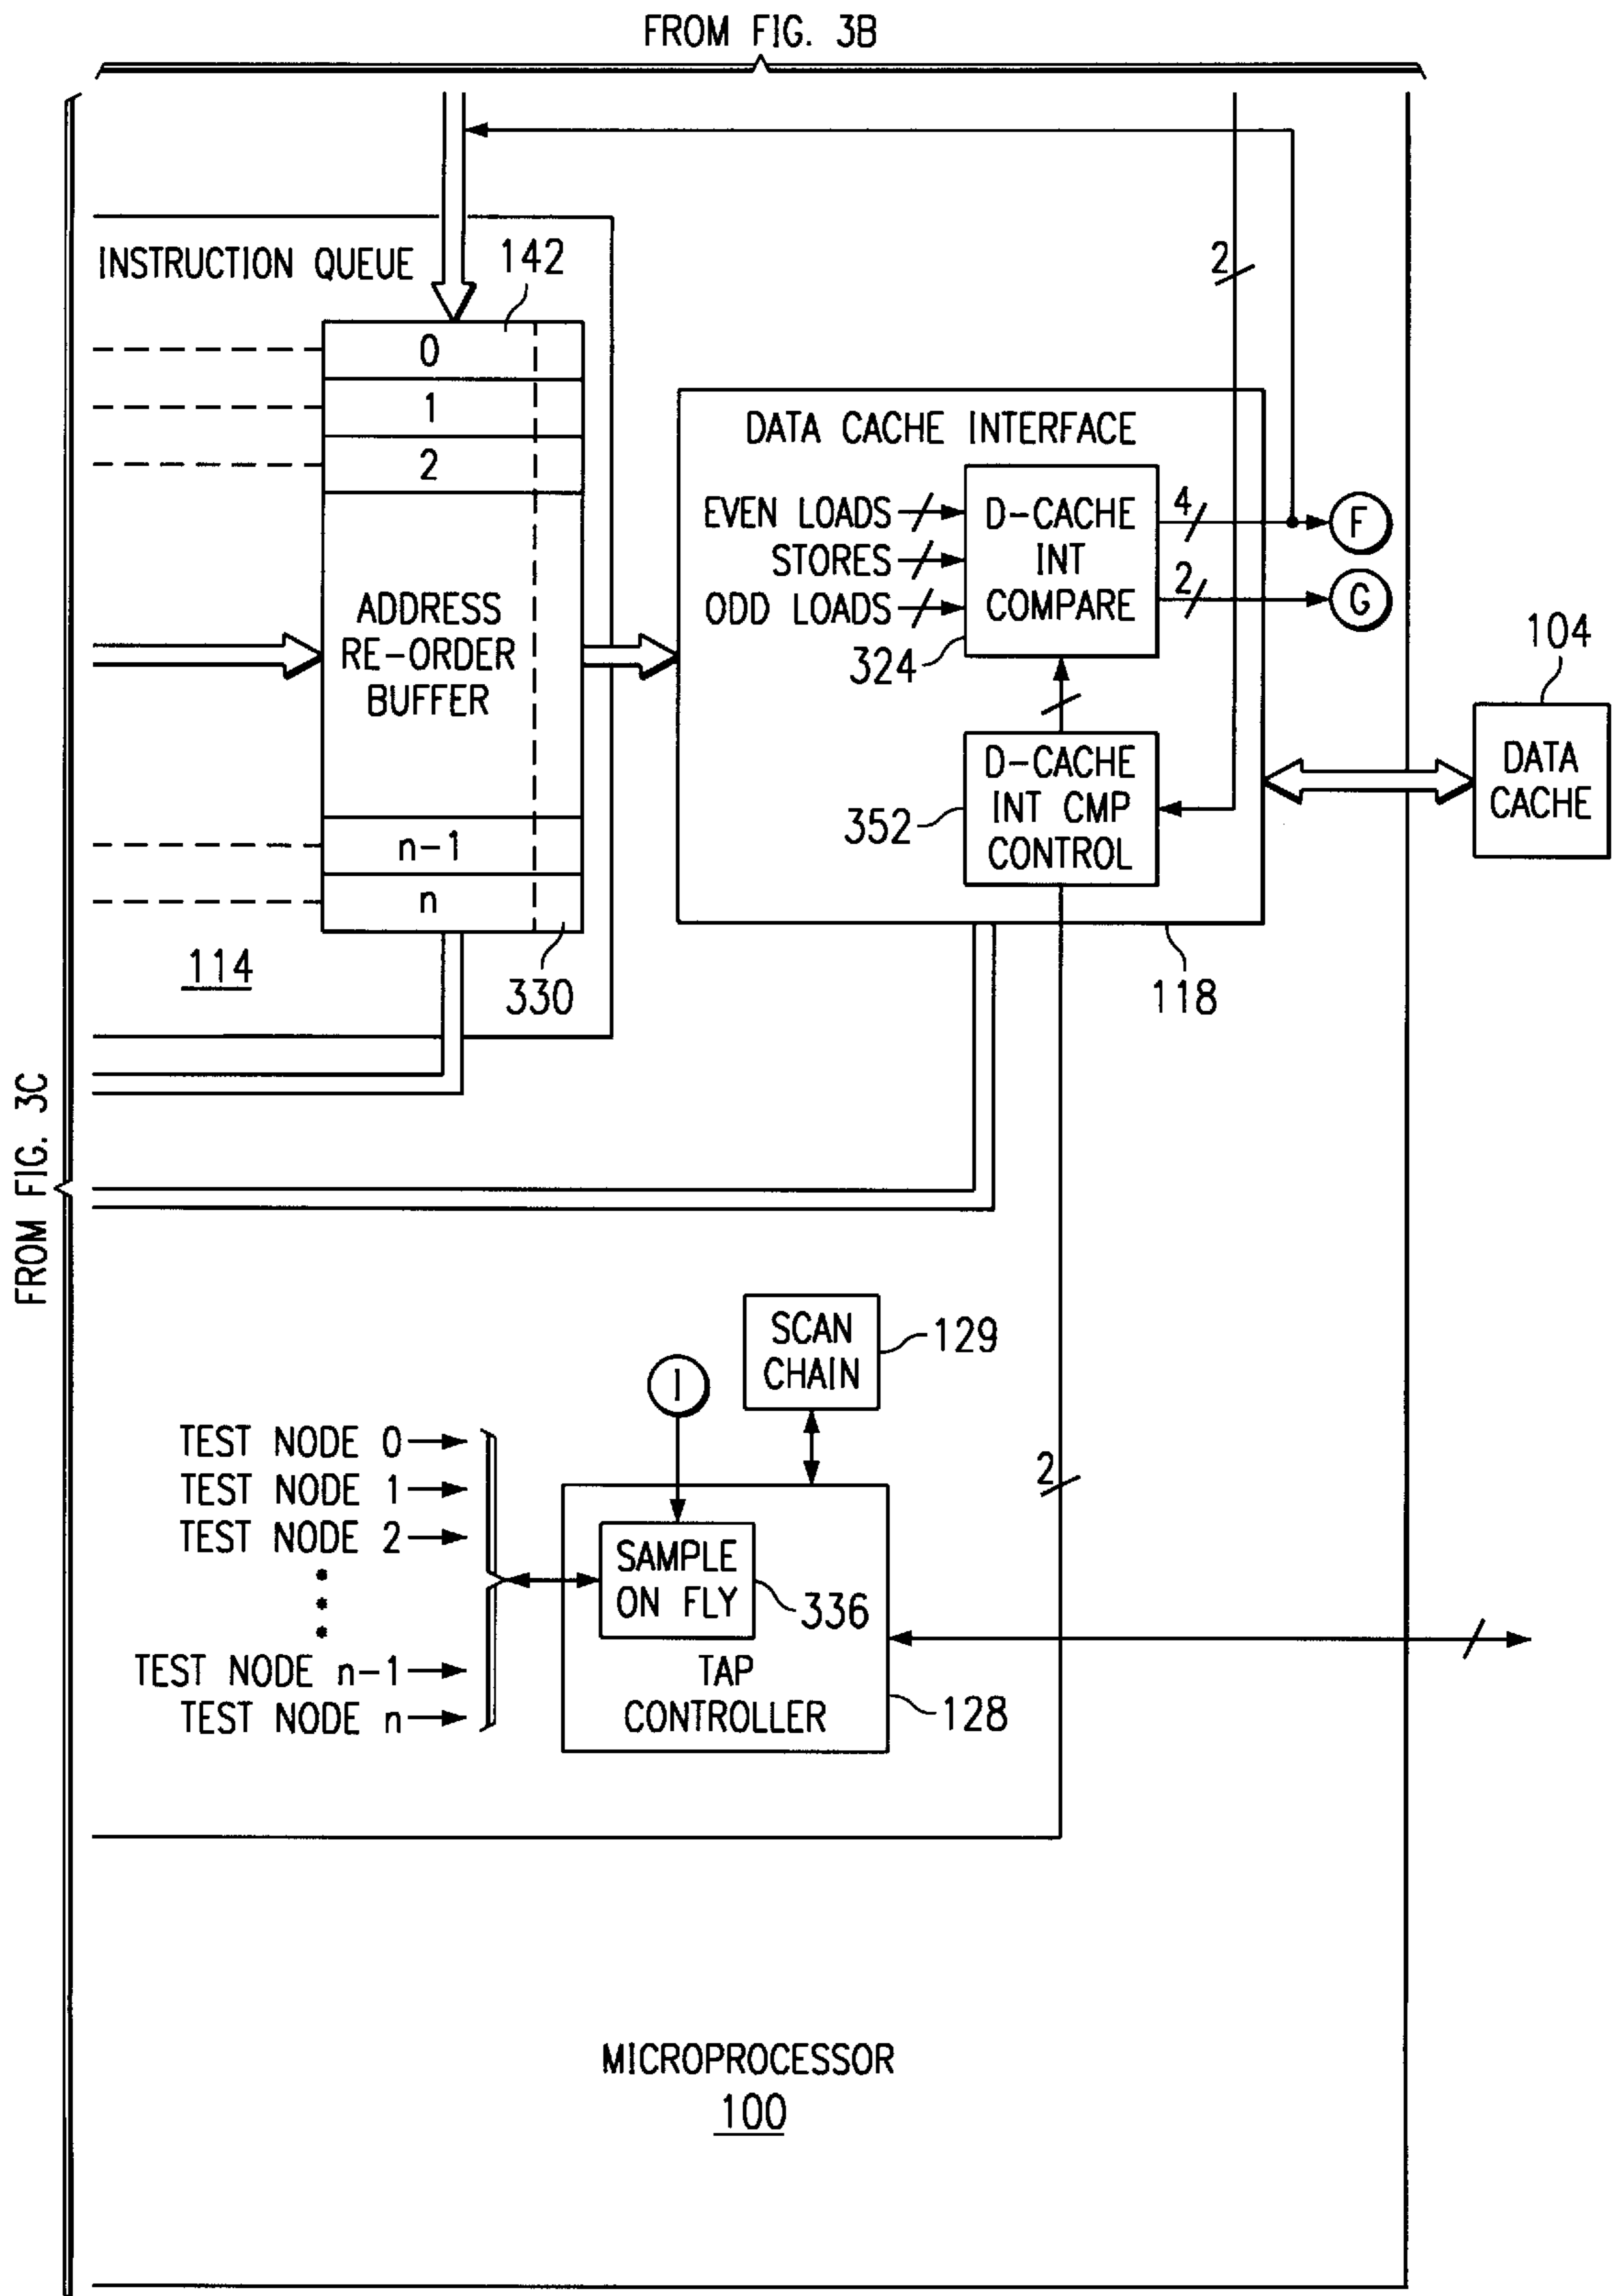 FROM FIG. 3B
FROM FIG. 3C
INSTRUCTION QUEUE
142
0
1
2
ADDRESS
RE-ORDER
BUFFER
n-1
n
114
330
2
DATA CACHE INTERFACE
EVEN LOADS
STORES
ODD LOADS
D-CACHE
INT
COMPARE
324
4
F
2
G
D-CACHE
INT CMP
CONTROL
352
118
104
DATA
CACHE
SCAN
CHAIN
129
I
2
TEST NODE 0
TEST NODE 1
TEST NODE 2
TEST NODE n-1
TEST NODE n
SAMPLE
ON FLY
336
TAP
CONTROLLER
128
MICROPROCESSOR
100